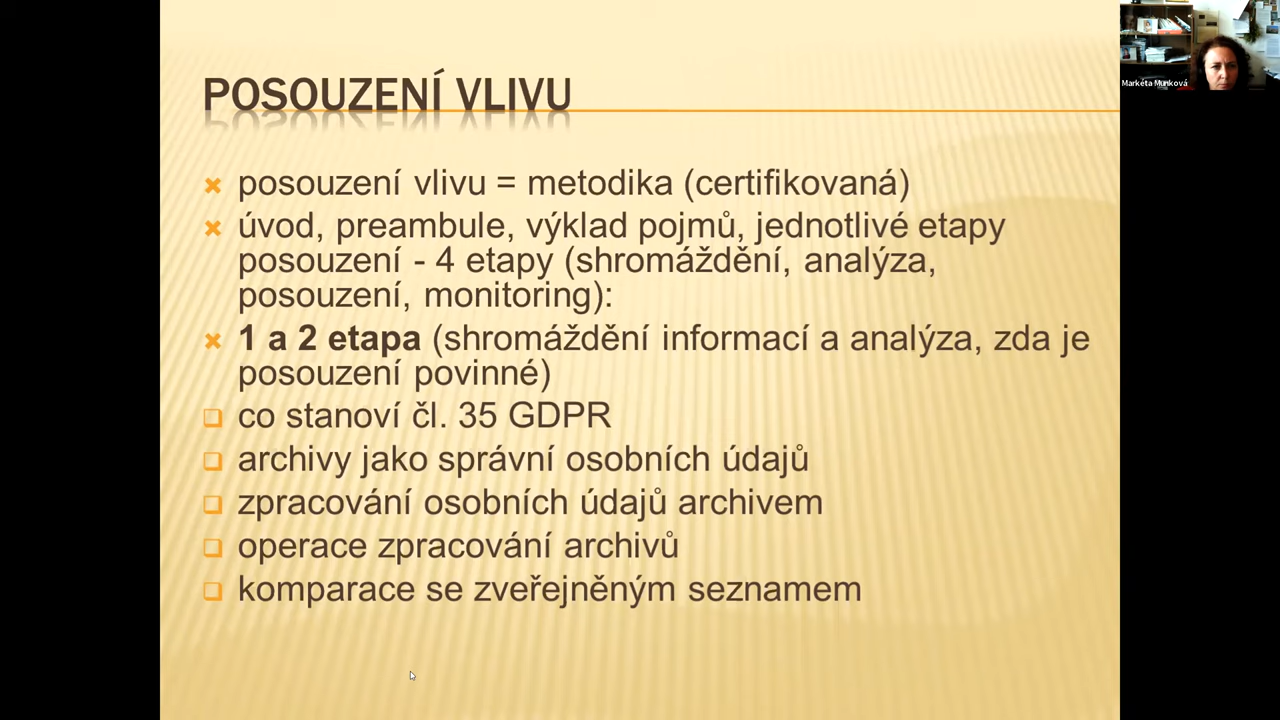 POSOUZENÍ VLIVU
posouzení vlivu = metodika (certifikovaná)
úvod, preambule, výklad pojmů, jednotlivé etapy
posouzení - 4 etapy (shromáždění, analýza,
posouzení, monitoring):
1 a 2 etapa (shromáždění informací a analýza, zda je
posouzení povinné)
co stanoví čl. 35 GDPR
archivy jako správní osobních údajů
zpracování osobních údajů archivem
operace zpracování archivů
komparace se zveřejněným seznamem
Markéta Munková